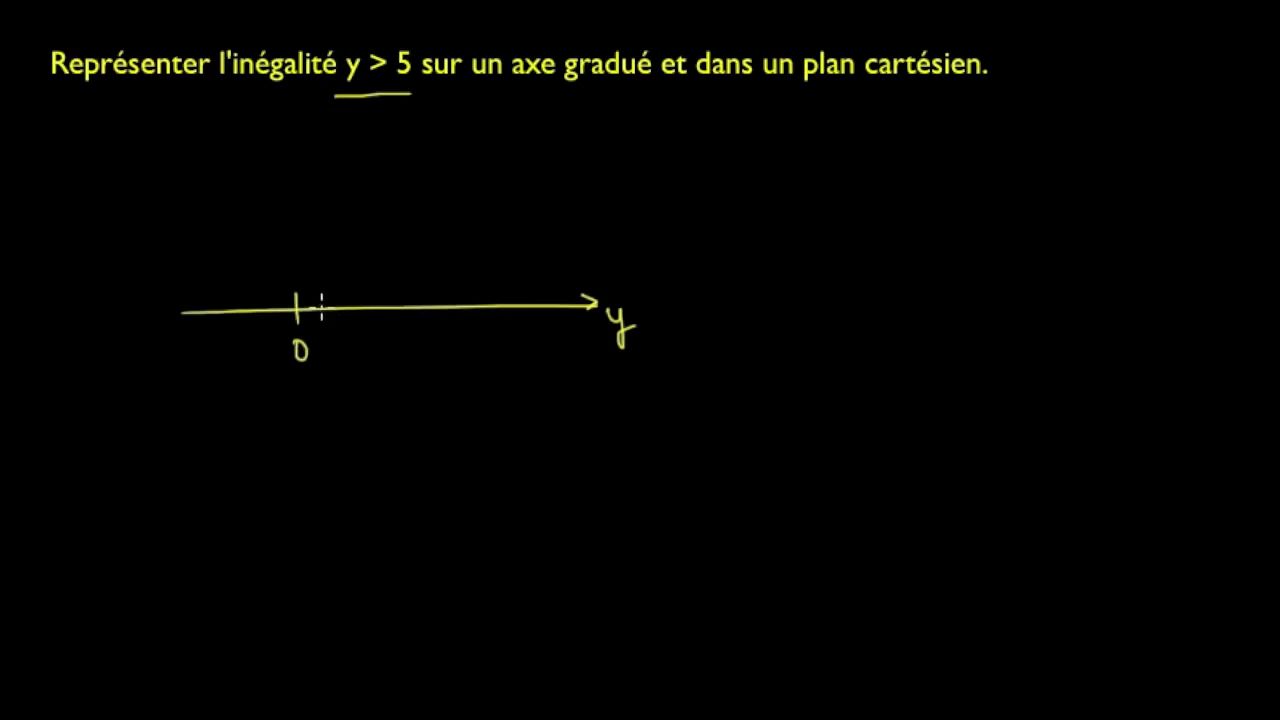 Représenter l'inégalité y > 5 sur un axe gradué et dans un plan cartésien.
y
0